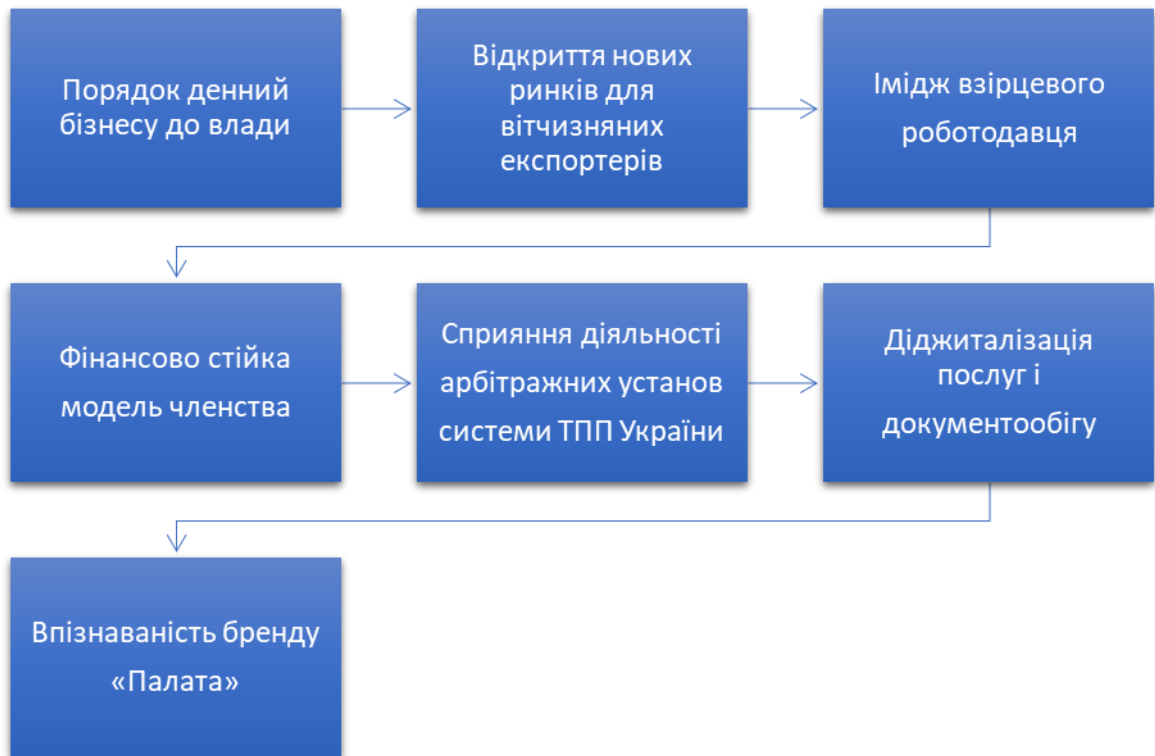 Порядок денний
бізнесу до влади
Відкриття нових
ринків для
вітчизняних
експортерів
Імідж взірцевого
роботодавця
Фінансово стійка
модель членства
Сприяння діяльності
арбітражних установ
системи ТПП України
Діджиталізація
послуг і
документообігу
Впізнаваність бренду
«Палата»